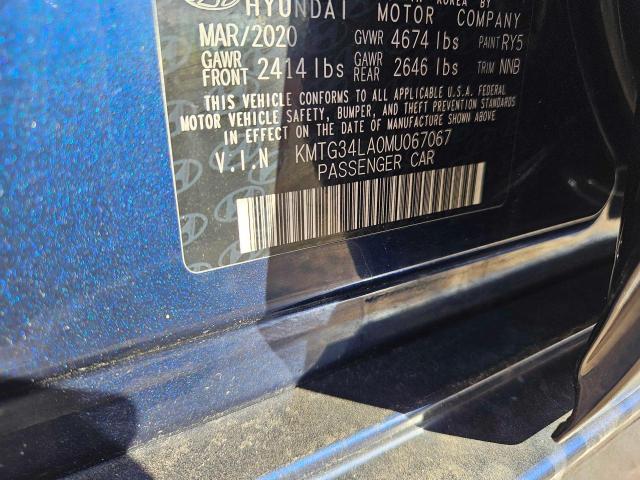 KOREA BY
HYUNDAI MOTOR COMPANY
MAR/2020 GVWR 4674 lbs PAINT RY5
GAWR FRONT 2414 lbs GAWR REAR 2646 lbs TRIM NNB
THIS VEHICLE CONFORMS TO ALL APPLICABLE U.S.A. FEDERAL
MOTOR VEHICLE SAFETY, BUMPER, AND THEFT PREVENTION STANDARDS
IN EFFECT ON THE DATE OF MANUFACTURE SHOWN ABOVE.
V.I.N KMTG34LA0MU067067
PASSENGER CAR